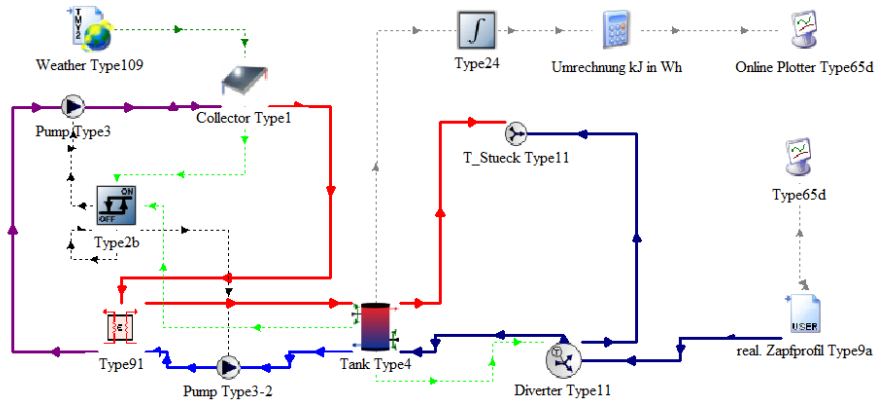 TMY2
Weather Type109
Type24
Umrechnung kJ in Wh
Online Plotter Type65d
Collector Type1
Pump Type3
T_Stueck Type11
ON
OFF
Type2b
Type65d
ε
USER
Type91
Tank Type4
T
real. Zapfprofil Type9a
Pump Type3-2
Diverter Type11